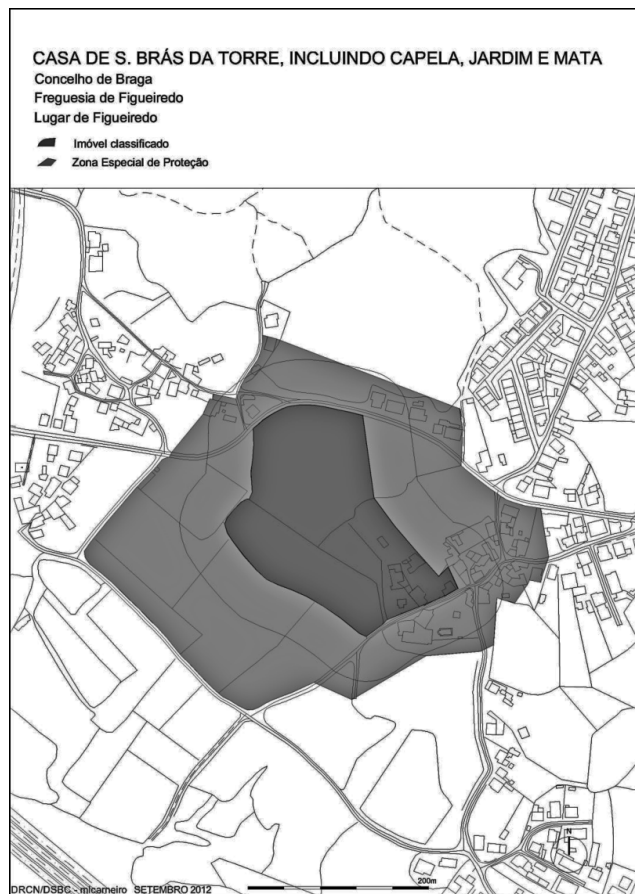 CASA DE S. BRÁS DA TORRE, INCLUINDO CAPELA, JARDIM E MATA
Concelho de Braga
Freguesia de Figueiredo
Lugar de Figueiredo
Imóvel classificado
Zona Especial de Proteção
N
200m
DRCN/DSBC - mlcarneiro SETEMBRO 2012